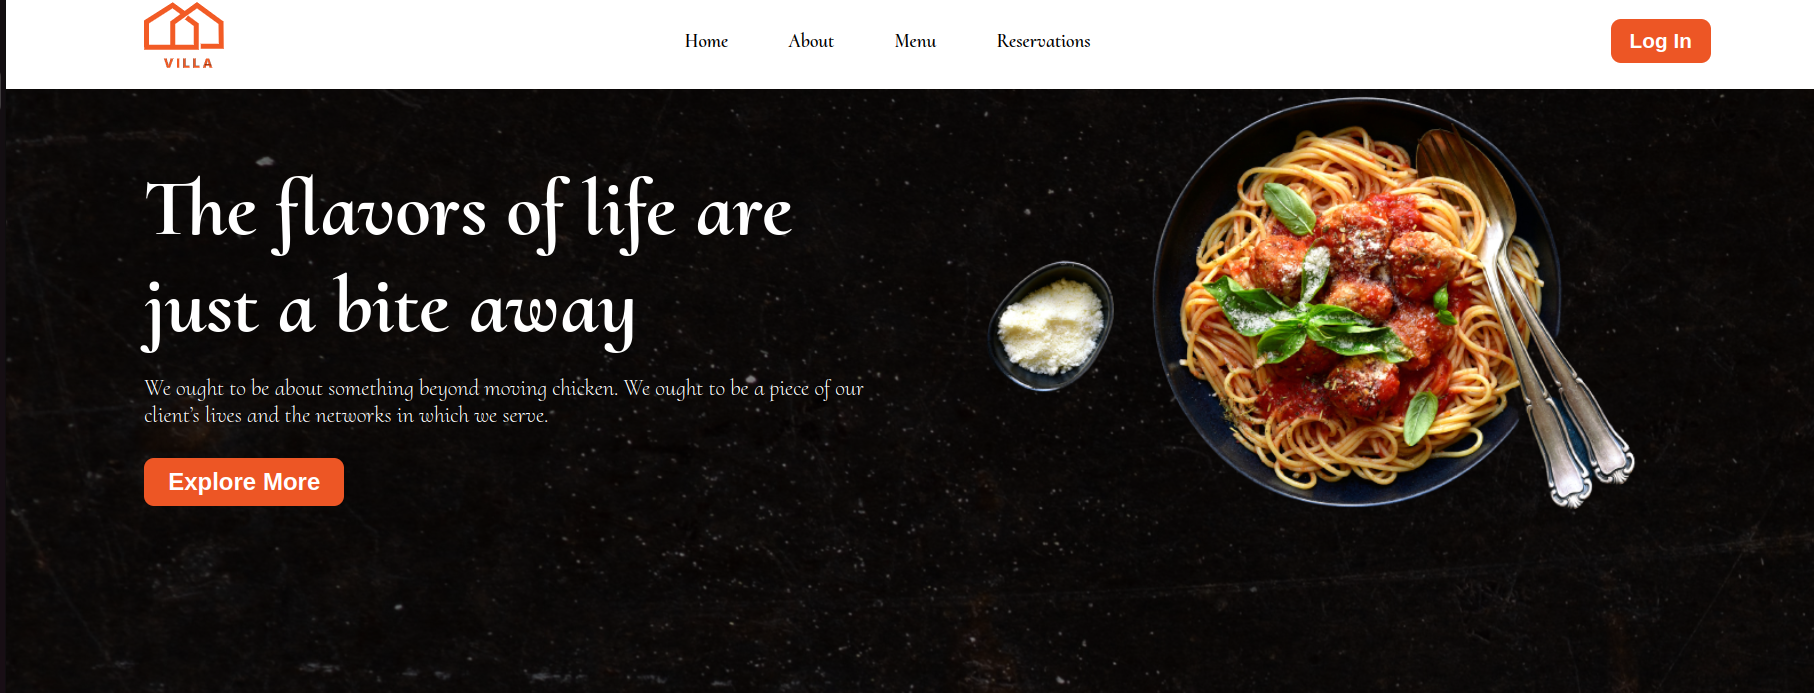 VILLA
Home About Menu Reservations
Log In
The flavors of life are
just a bite away
We ought to be about something beyond moving chicken. We ought to be a piece of our
client's lives and the networks in which we serve.
Explore More